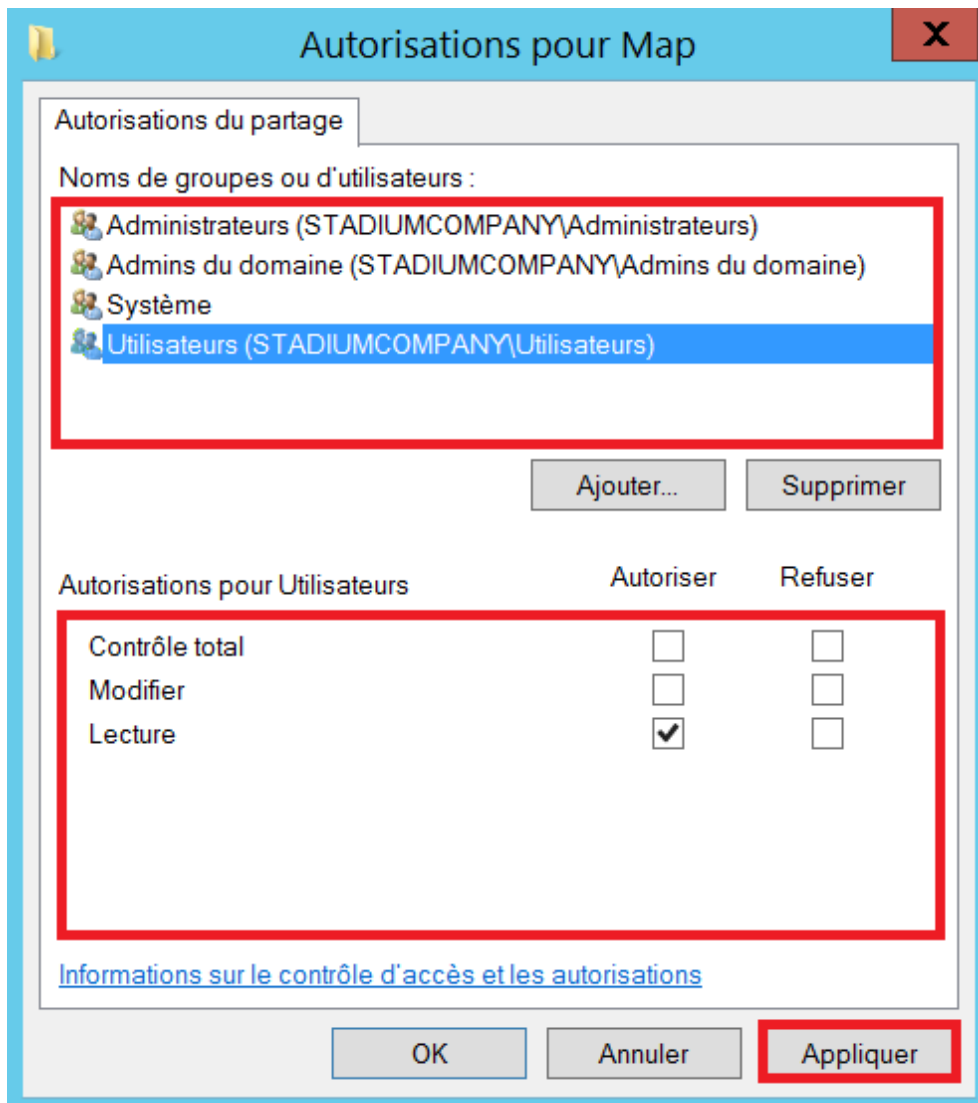 Autorisations pour Map
X
Autorisations du partage
Noms de groupes ou d'utilisateurs :
Administrateurs (STADIUMCOMPANY\Administrateurs)
Admins du domaine (STADIUMCOMPANY\Admins du domaine)
Système
Utilisateurs (STADIUMCOMPANY\Utilisateurs)
Ajouter... Supprimer
Autorisations pour Utilisateurs Autoriser Refuser
Contrôle total
Modifier
Lecture
Informations sur le contrôle d'accès et les autorisations
OK Annuler Appliquer